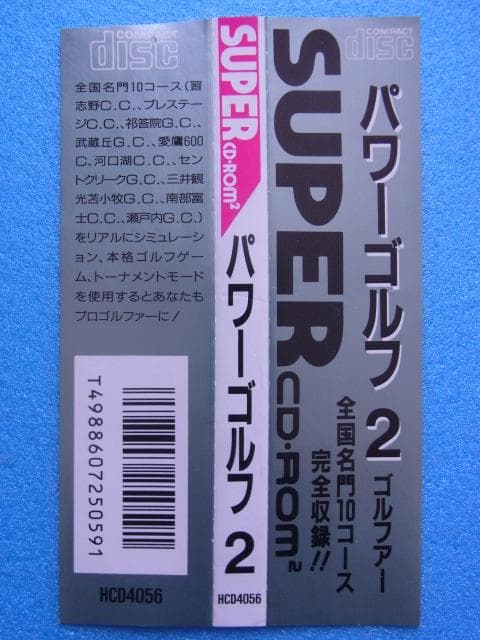 COMPACT
disc
全国名門10コース(習
志野C.C.、プレステー
ジC.C.、祁答院G.C.、
武蔵丘G.C.、愛鷹600
C.、河口湖C.C.、セン
トクリークG.C.、三井観
光苫小牧G.C.、南部富
士C.C.、瀬戸内G.C.)
をリアルにシミュレーシ
ョン、本格ゴルフゲー
ム、トーナメントモード
を使用するとあなたも
プロゴルファーに!
T4988607250591
HCD4056
SUPER CD-ROM²
パワーゴルフ 2
HCD4056
COMPACT
disc
SUPER CD・ROM²
パワーゴルフ 2 ゴルファー
全国名門10コース
完全収録!!